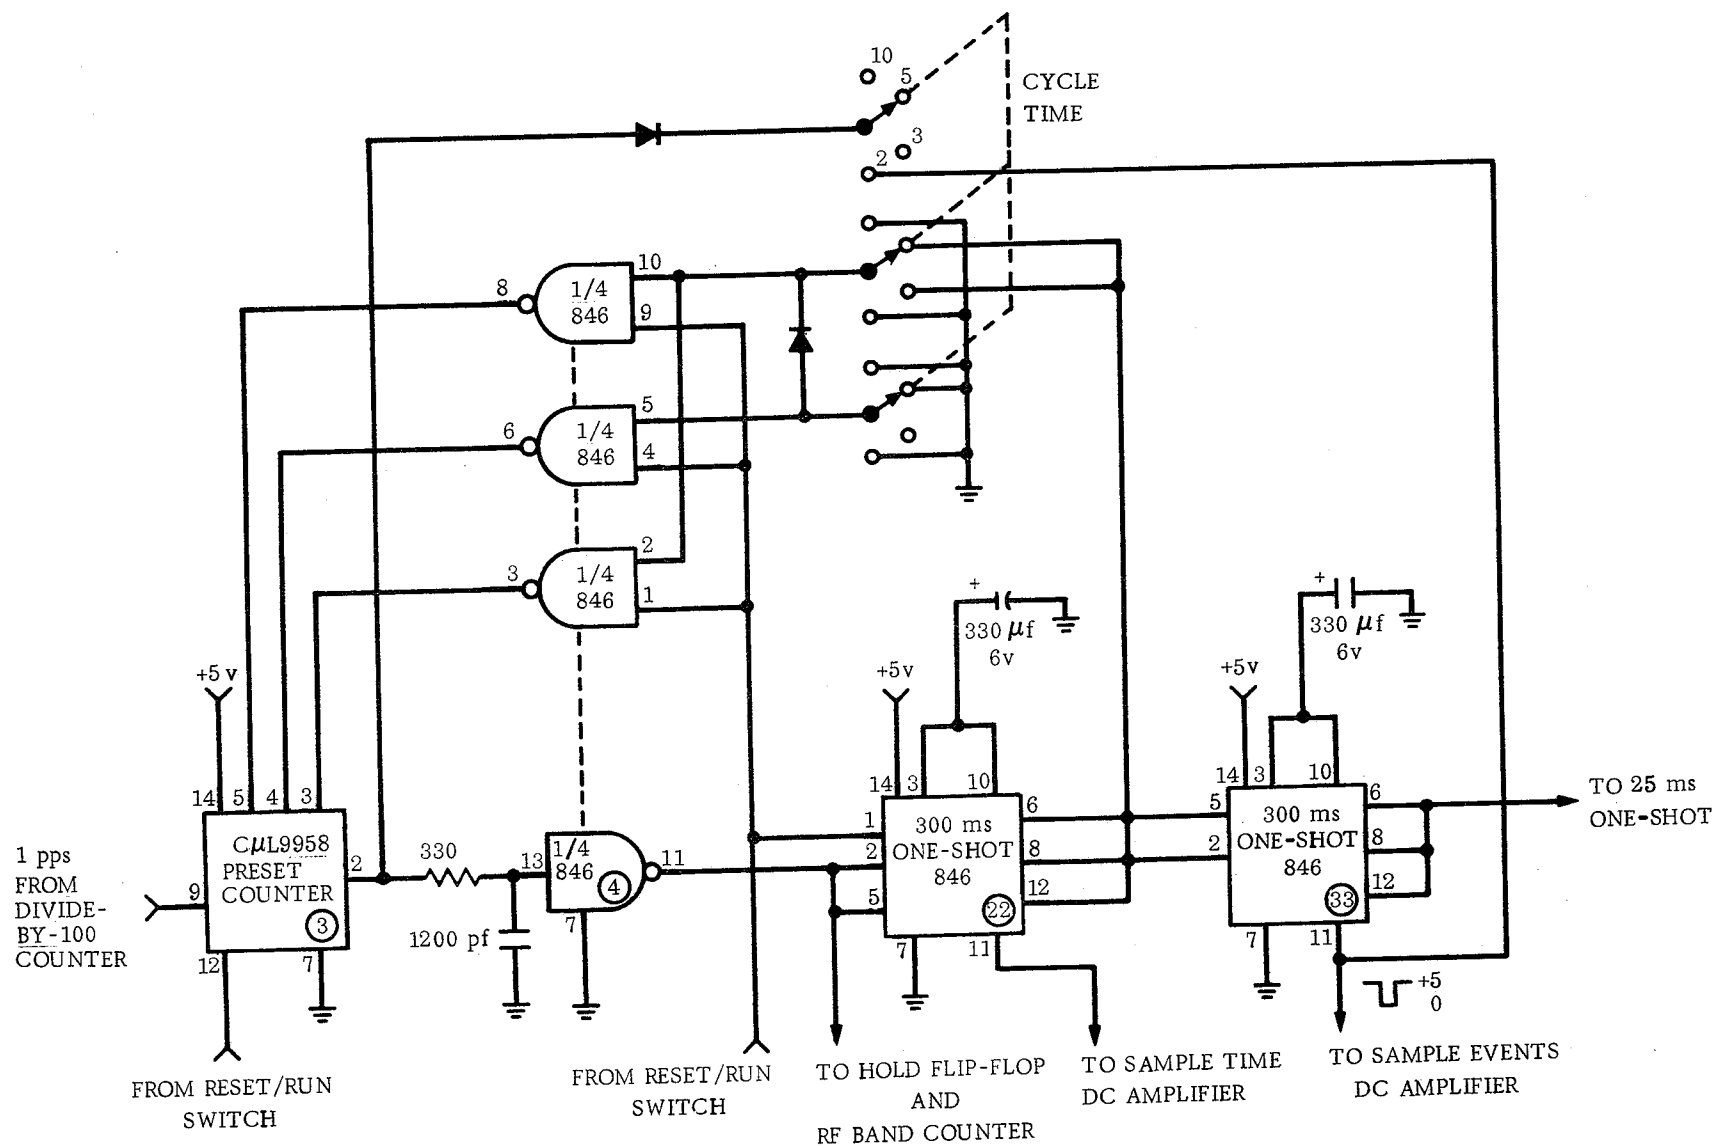 10
5
CYCLE
TIME
3
2
10
8
1/4
846
9
5
6
1/4
846
4
2
3
1/4
846
1
+
330 μf
6v
+
330 μf
6v
+5v
+5v
+5v
14
5
4
3
CμL9958
PRESET
COUNTER
3
2
9
12
7
1 pps
FROM
DIVIDE-
BY-100
COUNTER
330
1200 pf
13
1/4
846
4
11
7
14
3
10
1
2
5
300 ms
ONE-SHOT
846
22
6
8
12
7
11
14
3
10
5
2
300 ms
ONE-SHOT
846
33
6
8
12
7
11
TO 25 ms
ONE-SHOT
+5
0
FROM RESET/RUN
SWITCH
FROM RESET/RUN
SWITCH
TO HOLD FLIP-FLOP
AND
RF BAND COUNTER
TO SAMPLE TIME
DC AMPLIFIER
TO SAMPLE EVENTS
DC AMPLIFIER